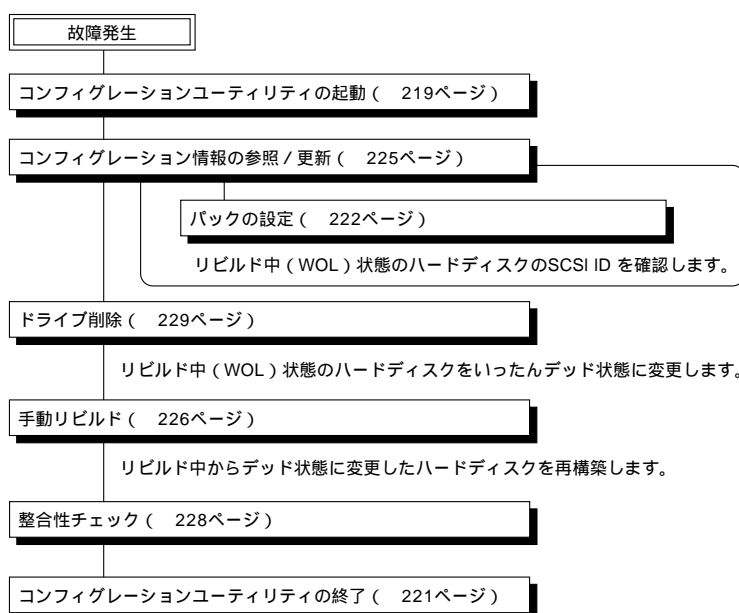 故障発生
コンフィグレーションユーティリティの起動（　219ページ）
コンフィグレーション情報の参照／更新（　225ページ）
パックの設定（　222ページ）
リビルド中（WOL）状態のハードディスクのSCSI ID を確認します。
ドライブ削除（　229ページ）
リビルド中（WOL）状態のハードディスクをいったんデッド状態に変更します。
手動リビルド（　226ページ）
リビルド中からデッド状態に変更したハードディスクを再構築します。
整合性チェック（　228ページ）
コンフィグレーションユーティリティの終了（　221ページ）